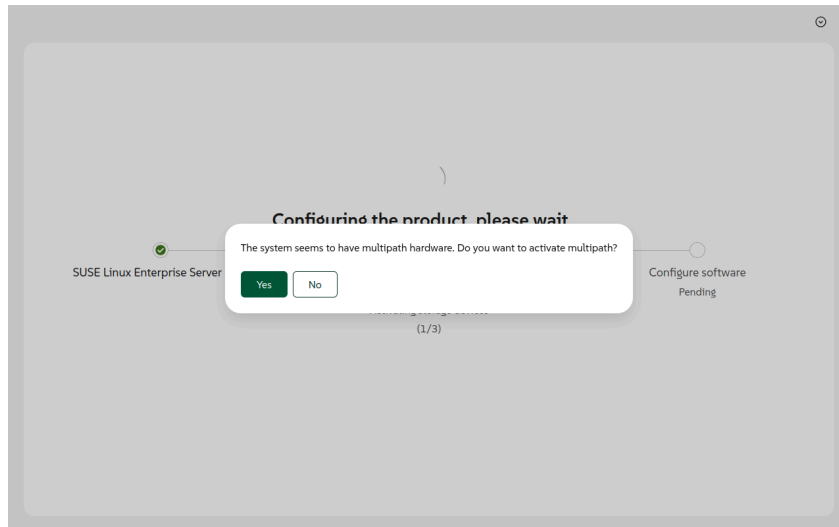 Configuring the product, please wait
The system seems to have multipath hardware. Do you want to activate multipath?
Yes
No
SUSE Linux Enterprise Server
Configure software
Pending
(1/3)